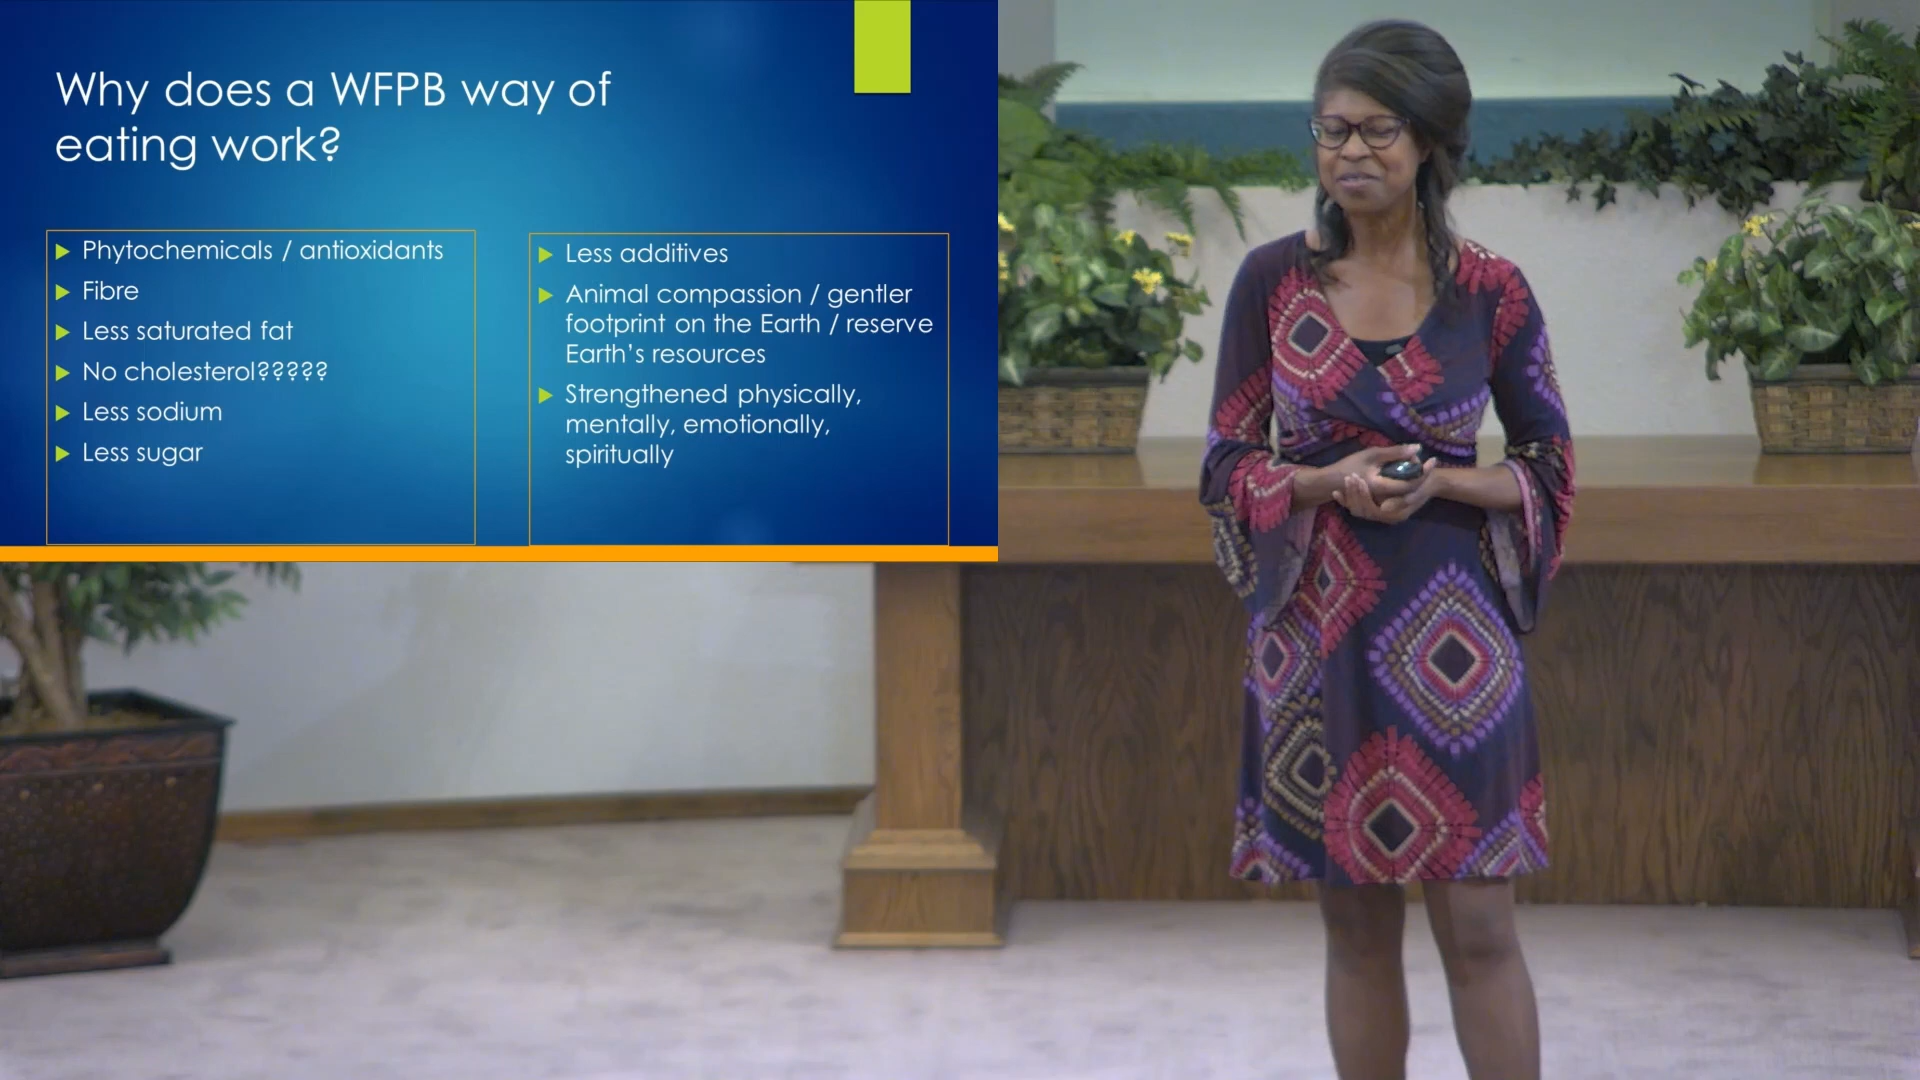 Why does a WFPB way of
eating work?
Phytochemicals / antioxidants
Fibre
Less saturated fat
No cholesterol?????
Less sodium
Less sugar
Less additives
Animal compassion / gentler
footprint on the Earth / reserve
Earth's resources
Strengthened physically,
mentally, emotionally,
spiritually